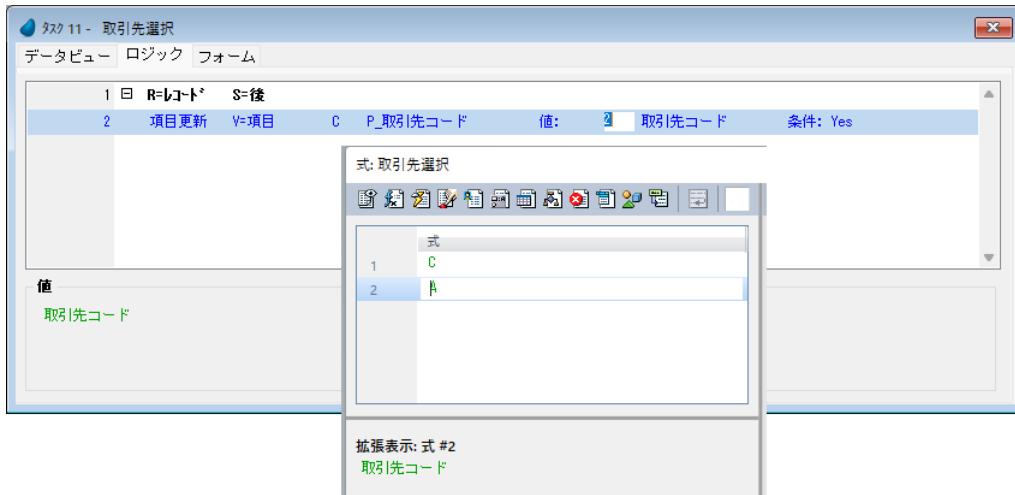 ﾀｽｸ 11 - 取引先選択
データビュー ロジック フォーム
1 R=ﾚｺｰﾄﾞ S=後
2 項目更新 V=項目 C P_取引先コード 値: 2 取引先コード 条件: Yes
式: 取引先選択
式
1 C
2 A
値
取引先コード
拡張表示: 式 #2
取引先コード